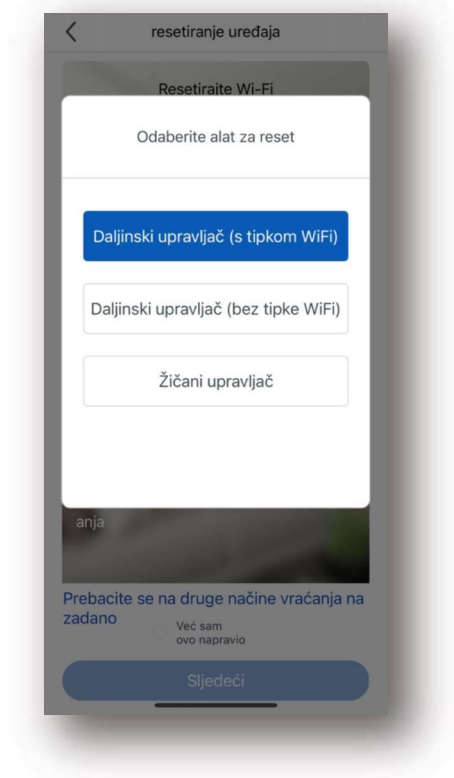 resetiranje uređaja
Resetirajte Wi-Fi
Odaberite alat za reset
Daljinski upravljač (s tipkom WiFi)
Daljinski upravljač (bez tipke WiFi)
Žičani upravljač
anja
Prebacite se na druge načine vraćanja na
zadano
Već sam
ovo napravio
Sljedeći